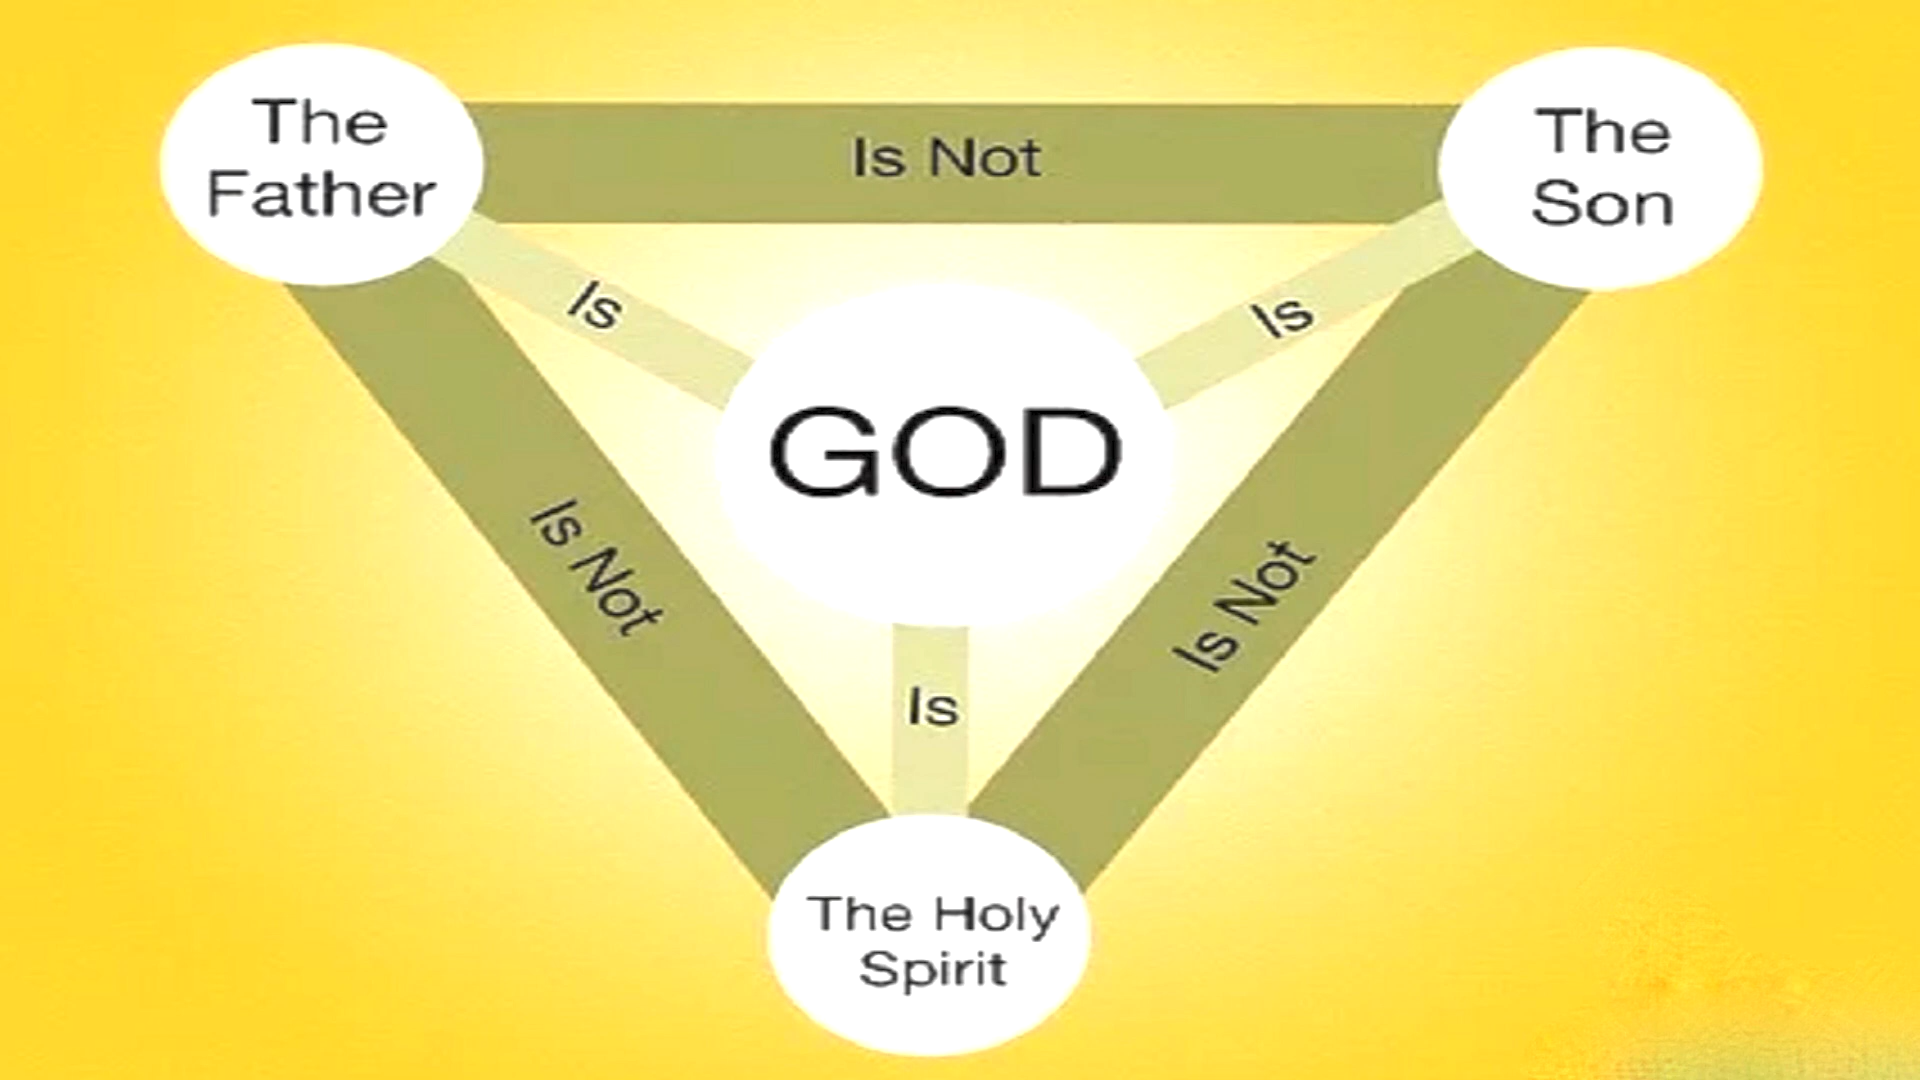 The
Father
Is Not
The
Son
Is
Is
GOD
Is Not
Is Not
Is
The Holy
Spirit